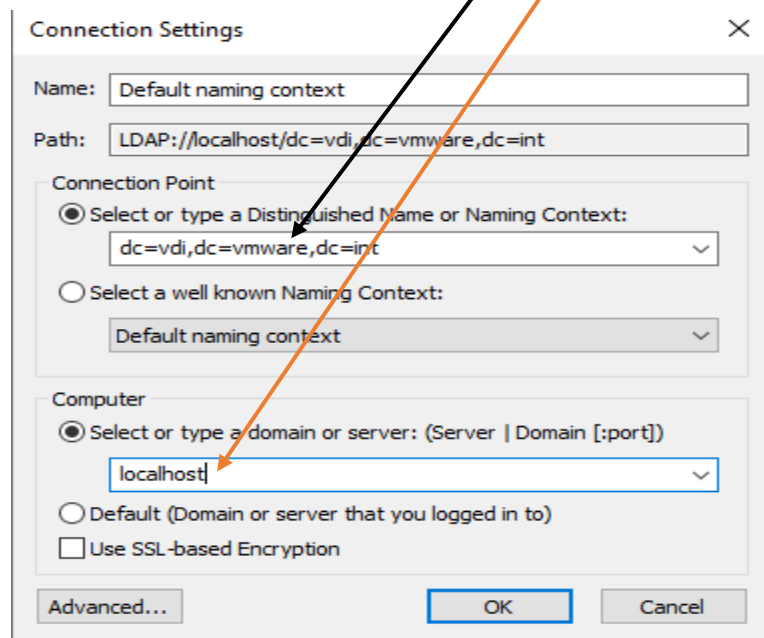 Connection Settings
Name: Default naming context
Path: LDAP://localhost/dc=vdi,dc=vmware,dc=int
Connection Point
Select or type a Distinguished Name or Naming Context:
dc=vdi,dc=vmware,dc=int
Select a well known Naming Context:
Default naming context
Computer
Select or type a domain or server: (Server | Domain [:port])
localhost
Default (Domain or server that you logged in to)
Use SSL-based Encryption
Advanced... OK Cancel